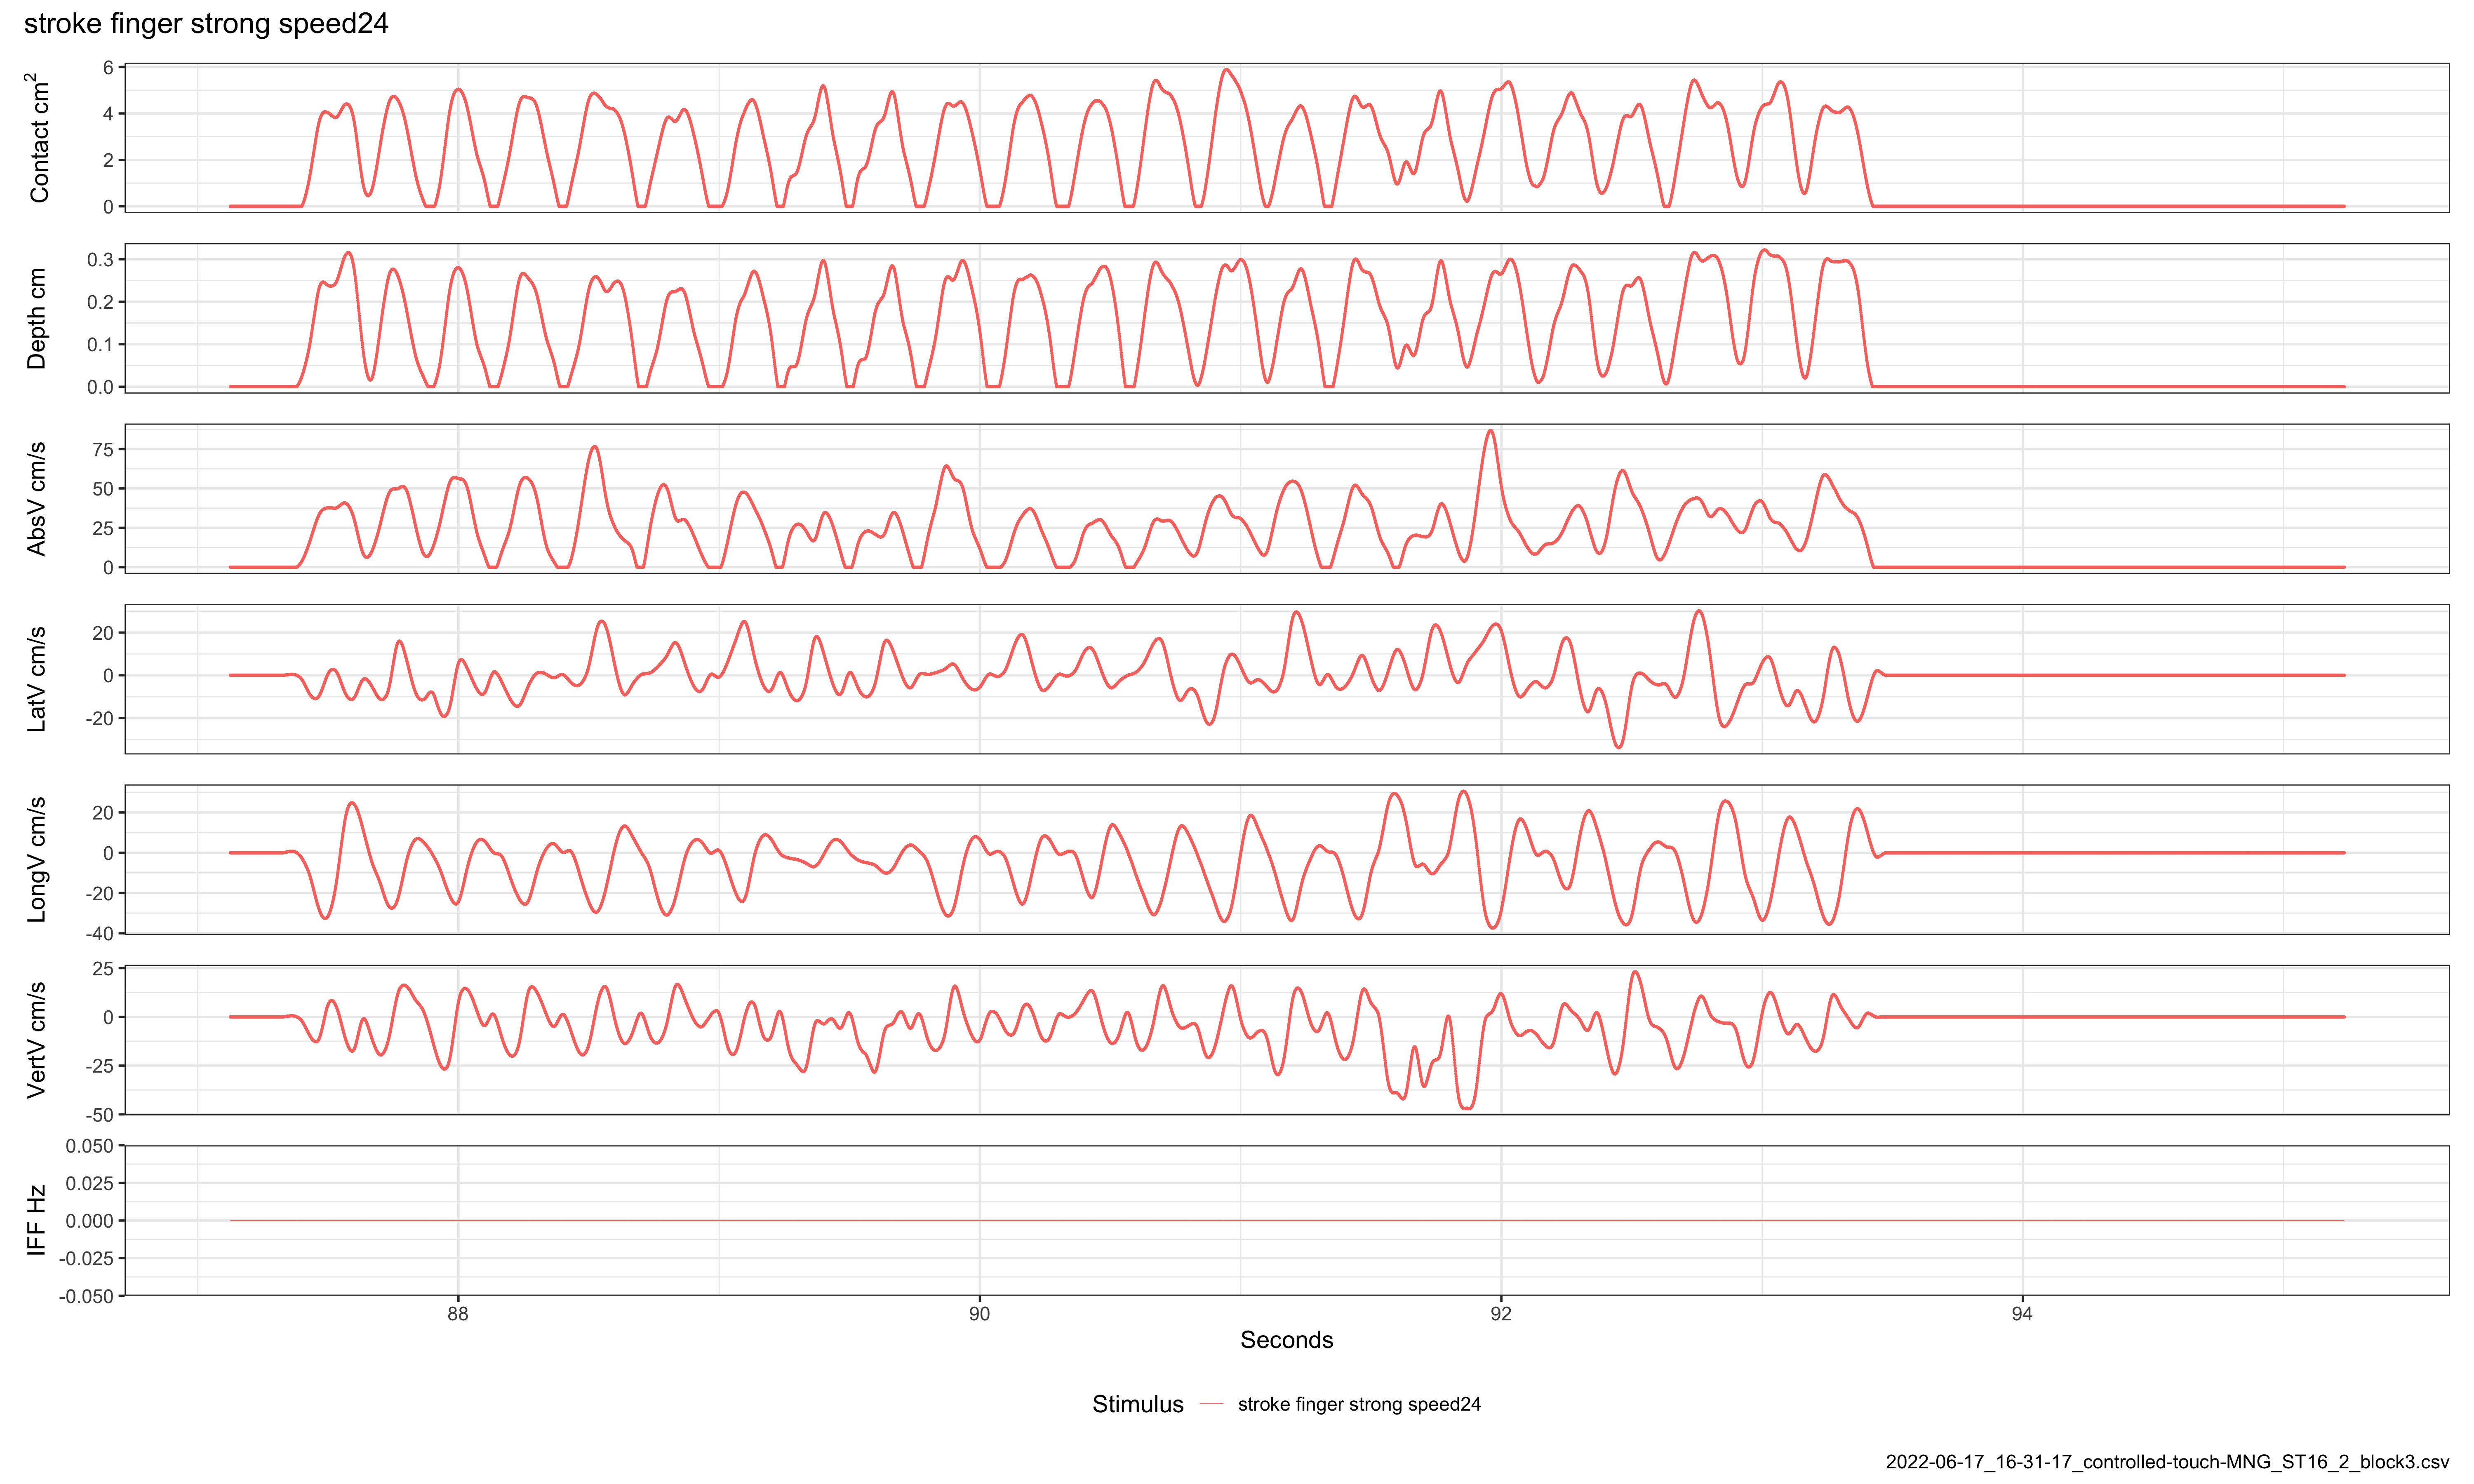 stroke finger strong speed24
Contact cm2
6
4
2
0
Depth cm
0.3
0.2
0.1
0.0
AbsV cm/s
75
50
25
0
LatV cm/s
20
0
-20
LongV cm/s
20
0
-20
-40
VertV cm/s
25
0
-25
-50
IFF Hz
0.050
0.025
0.000
-0.025
-0.050
88 90 92 94
Seconds
Stimulus stroke finger strong speed24
2022-06-17_16-31-17_controlled-touch-MNG_ST16_2_block3.csv